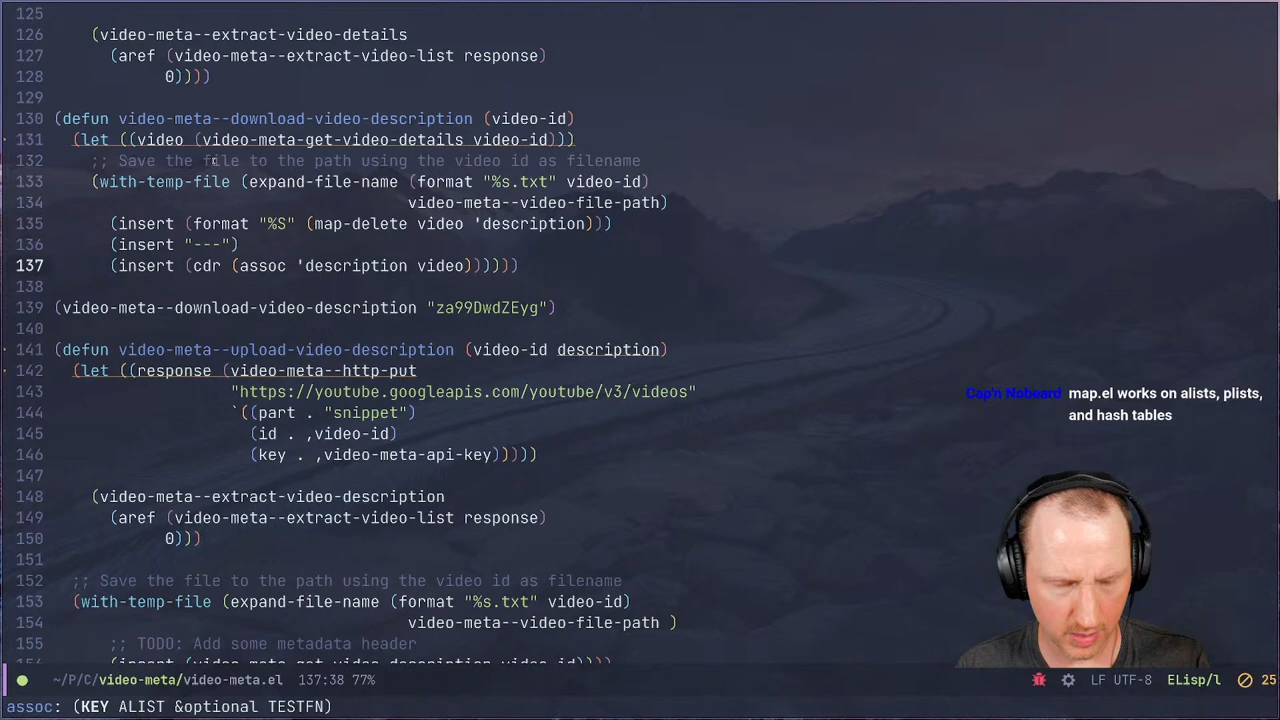 125
126 (video-meta--extract-video-details
127 (aref (video-meta--extract-video-list response)
128 0))))
129
130 (defun video-meta--download-video-description (video-id)
131 (let ((video (video-meta-get-video-details video-id)))
132 ;; Save the file to the path using the video id as filename
133 (with-temp-file (expand-file-name (format "%s.txt" video-id)
134 video-meta--video-file-path)
135 (insert (format "%S" (map-delete video 'description)))
136 (insert "---")
137 (insert (cdr (assoc 'description video))))))
138
139 (video-meta--download-video-description "za99DwdZEyg")
140
141 (defun video-meta--upload-video-description (video-id description)
142 (let ((response (video-meta--http-put
143 "https://youtube.googleapis.com/youtube/v3/videos"
144 `((part . "snippet")
145 (id . ,video-id)
146 (key . ,video-meta-api-key)))))
147
148 (video-meta--extract-video-description
149 (aref (video-meta--extract-video-list response)
150 0)))
151
152 ;; Save the file to the path using the video id as filename
153 (with-temp-file (expand-file-name (format "%s.txt" video-id)
154 video-meta--video-file-path )
155 ;; TODO: Add some metadata header
Cap'n Nobeard map.el works on alists, plists,
and hash tables
~/P/C/video-meta/video-meta.el 137:38 77% LF UTF-8 ELisp/l 25
assoc: (KEY ALIST &optional TESTFN)